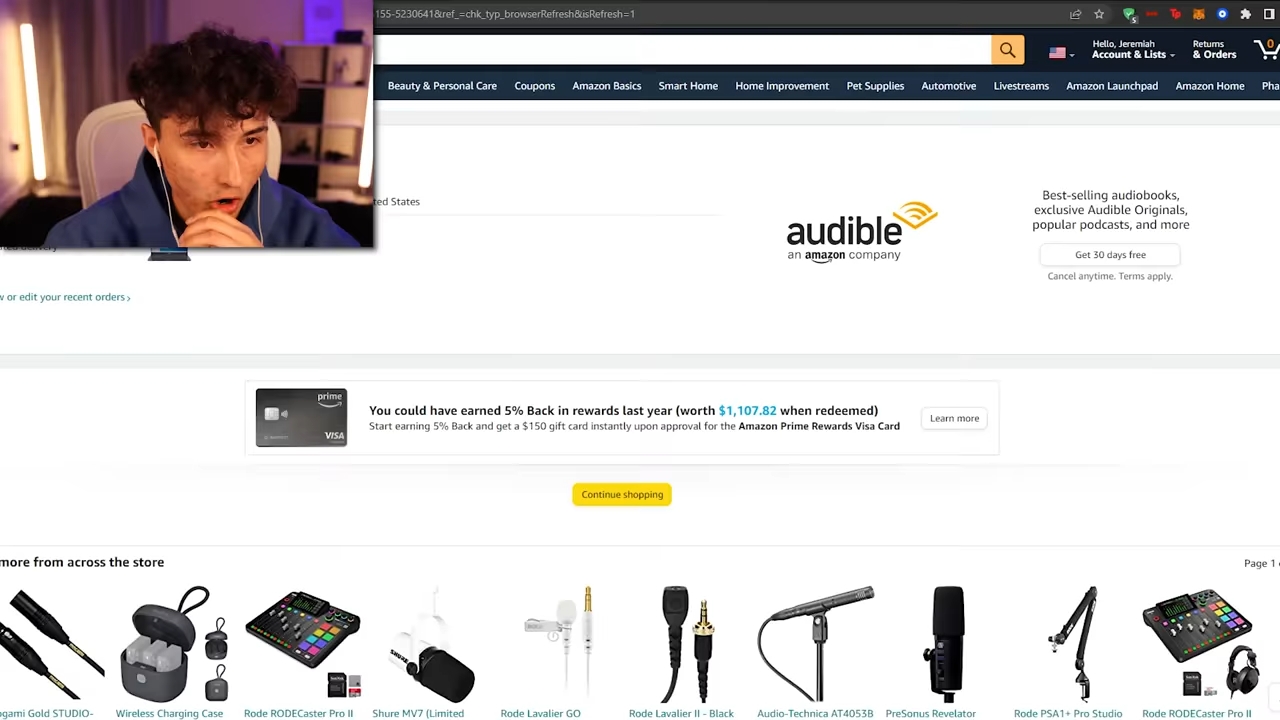 155-5230641&ref_=chk_typ_browserRefresh&isRefresh=1
Hello, Jeremiah
Account & Lists
Returns
& Orders
0
Beauty & Personal Care
Coupons
Amazon Basics
Smart Home
Home Improvement
Pet Supplies
Automotive
Livestreams
Amazon Launchpad
Amazon Home
Pha
ted States
delivery
w or edit your recent orders ›
audible
an amazon company
Best-selling audiobooks,
exclusive Audible Originals,
popular podcasts, and more
Get 30 days free
Cancel anytime. Terms apply.
prime
VISA
You could have earned 5% Back in rewards last year (worth $1,107.82 when redeemed)
Start earning 5% Back and get a $150 gift card instantly upon approval for the Amazon Prime Rewards Visa Card
Learn more
Continue shopping
more from across the store
Page 1
SHURE
ogami Gold STUDIO-
Wireless Charging Case
Rode RODECaster Pro II
Shure MV7 (Limited
Rode Lavalier GO
Rode Lavalier II - Black
Audio-Technica AT4053B
PreSonus Revelator
Rode PSA1+ Pro Studio
Rode RODECaster Pro II